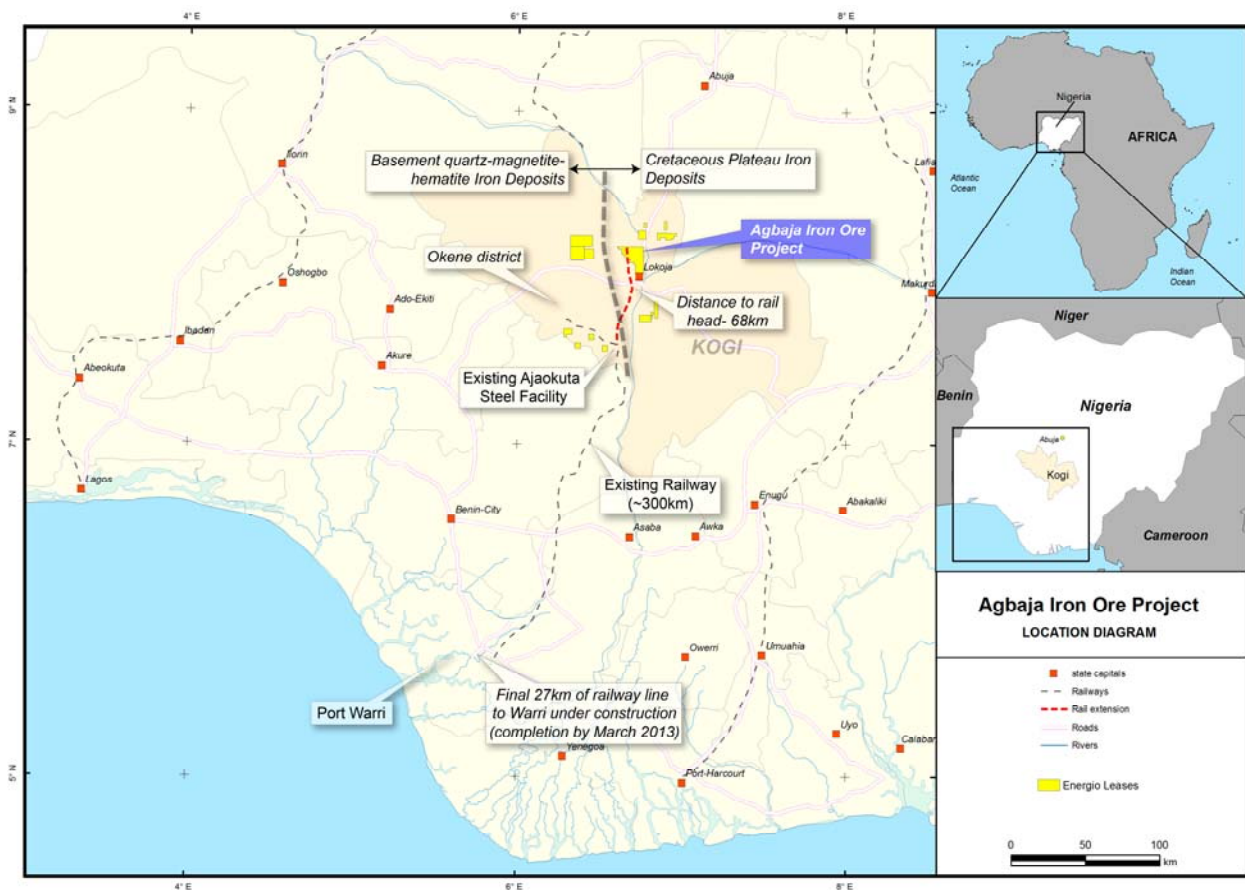 4° E
6° E
8° E
9° N
7° N
5° N
4° E
6° E
8° E
Abuja
Ilorin
Basement quartz-magnetite-
hematite Iron Deposits
Cretaceous Plateau Iron
Deposits
Lafia
Agbaja Iron Ore
Project
Okene district
Lokoja
Oshogbo
Makurdi
Ado-Ekiti
Distance to rail
head- 68km
Ibadan
KOGI
Akure
Abeokuta
Existing Ajaokuta
Steel Facility
Lagos
Existing Railway
(~300km)
Enugu
Abakaliki
Benin-City
Asaba
Awka
Owerri
Umuahia
Port Warri
Final 27km of railway line
to Warri under construction
(completion by March 2013)
Yenegoa
Uyo
Calabar
Port-Harcourt
Nigeria
AFRICA
Atlantic
Ocean
Indian
Ocean
Niger
Benin
Nigeria
Abuja
Kogi
Cameroon
Agbaja Iron Ore Project
LOCATION DIAGRAM
state capitals
Railways
Rail extension
Roads
Rivers
Energio Leases
0 50 100
km